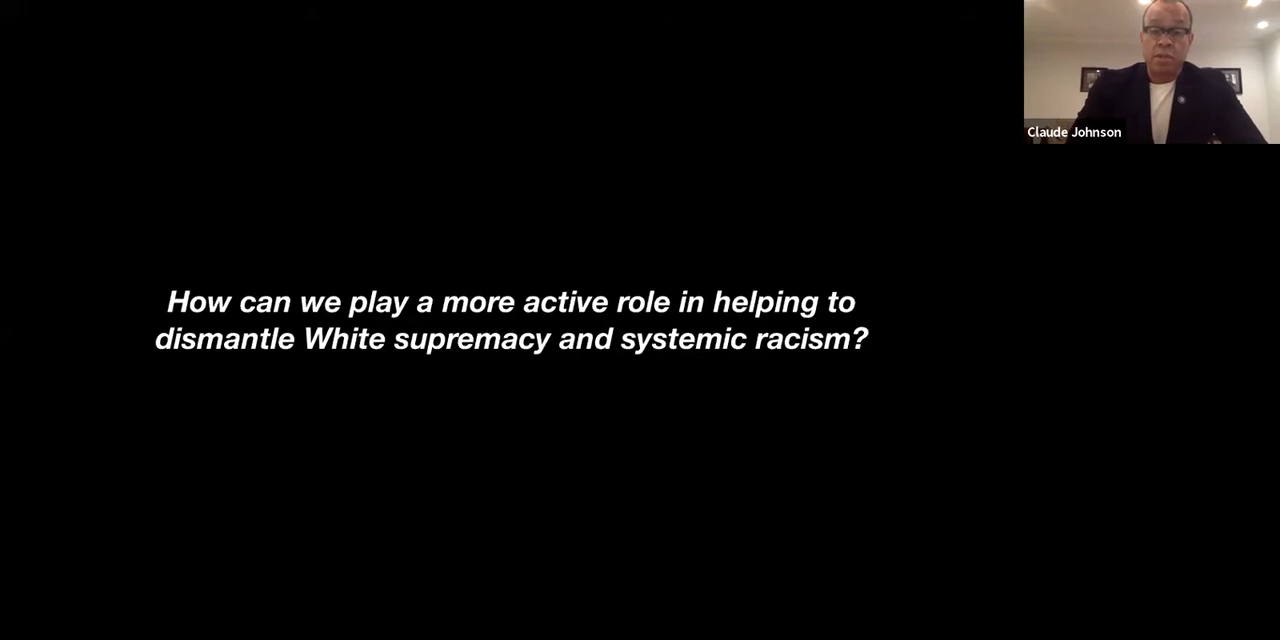 Claude Johnson
How can we play a more active role in helping to
dismantle White supremacy and systemic racism?